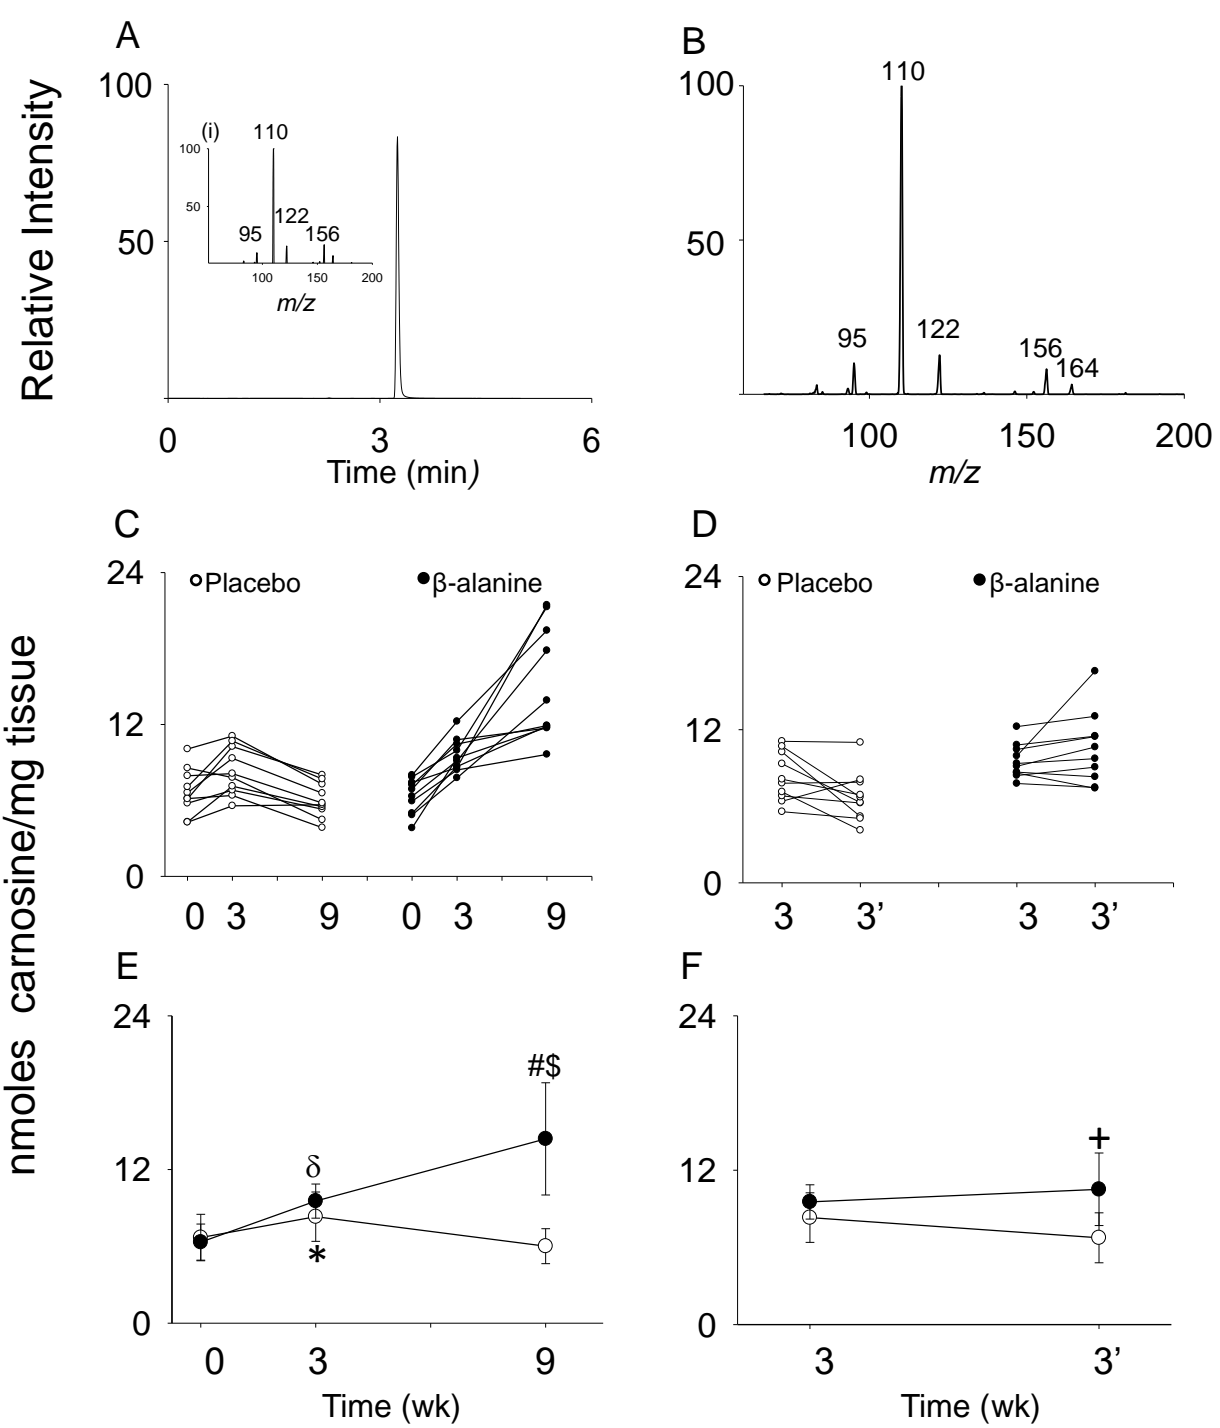 A
B
Relative Intensity
100
50
0
3
6
Time (min)
(i)
110
100
50
95
122
156
100
150
200
m/z
100
50
110
95
122
156
164
100
150
200
m/z
nmoles carnosine/mg tissue
C
24
12
0
Placebo
β-alanine
0 3 9 0 3 9
D
24
12
0
Placebo
β-alanine
3 3’ 3 3’
E
24
12
0
δ
*
#$
0 3 9
Time (wk)
F
24
12
0
+
3 3’
Time (wk)